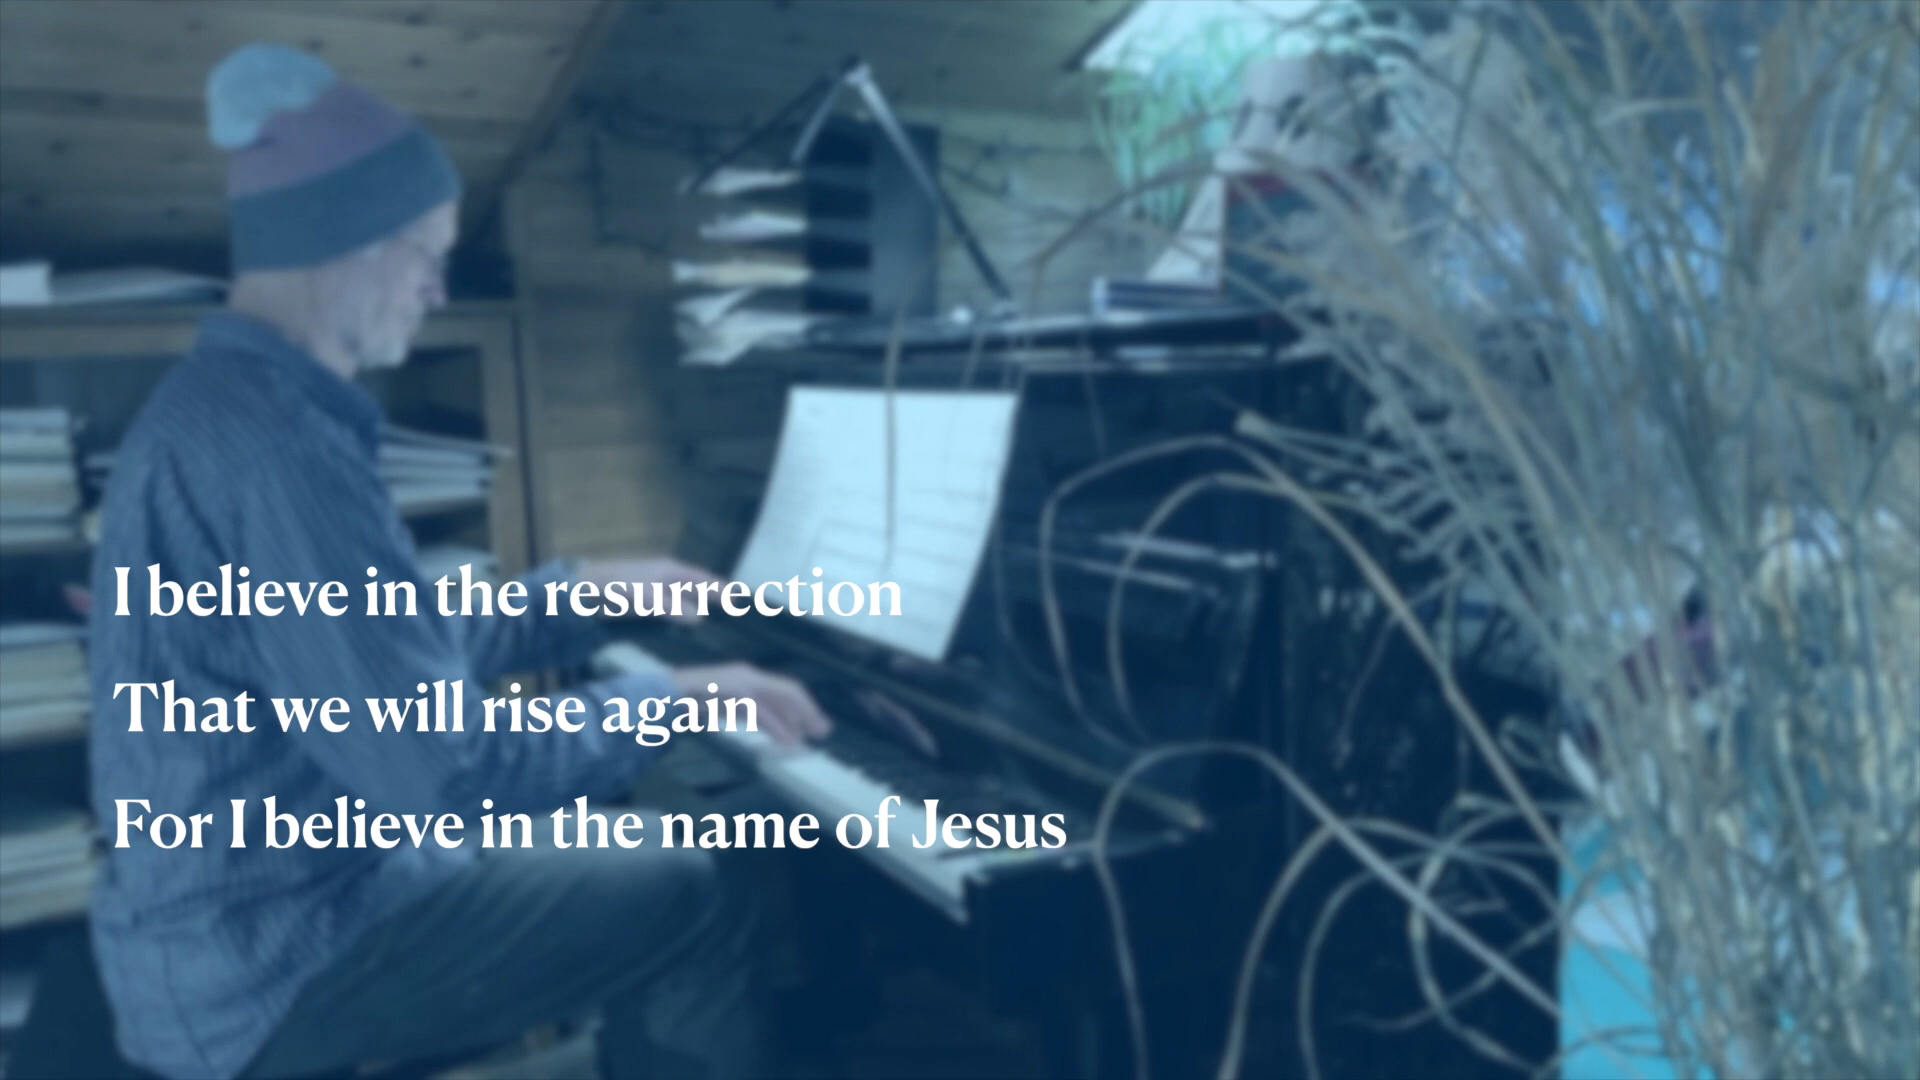 I believe in the resurrection
That we will rise again
For I believe in the name of Jesus